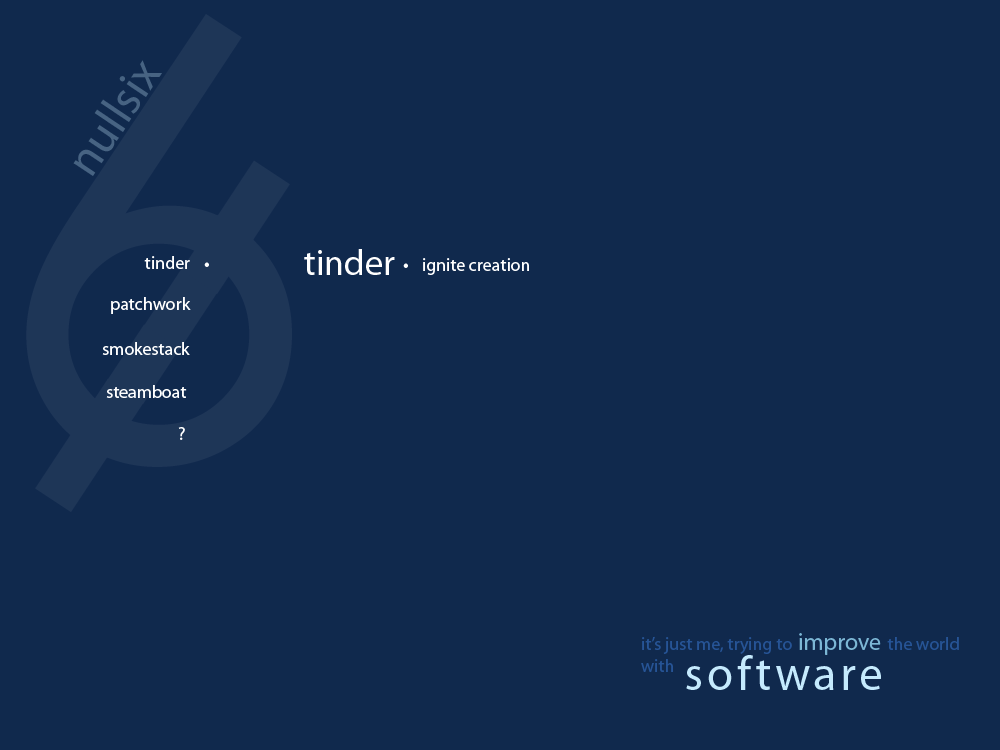 nullsix
tinder •
patchwork
smokestack
steamboat
?
tinder • ignite creation
it's just me, trying to improve the world
with software